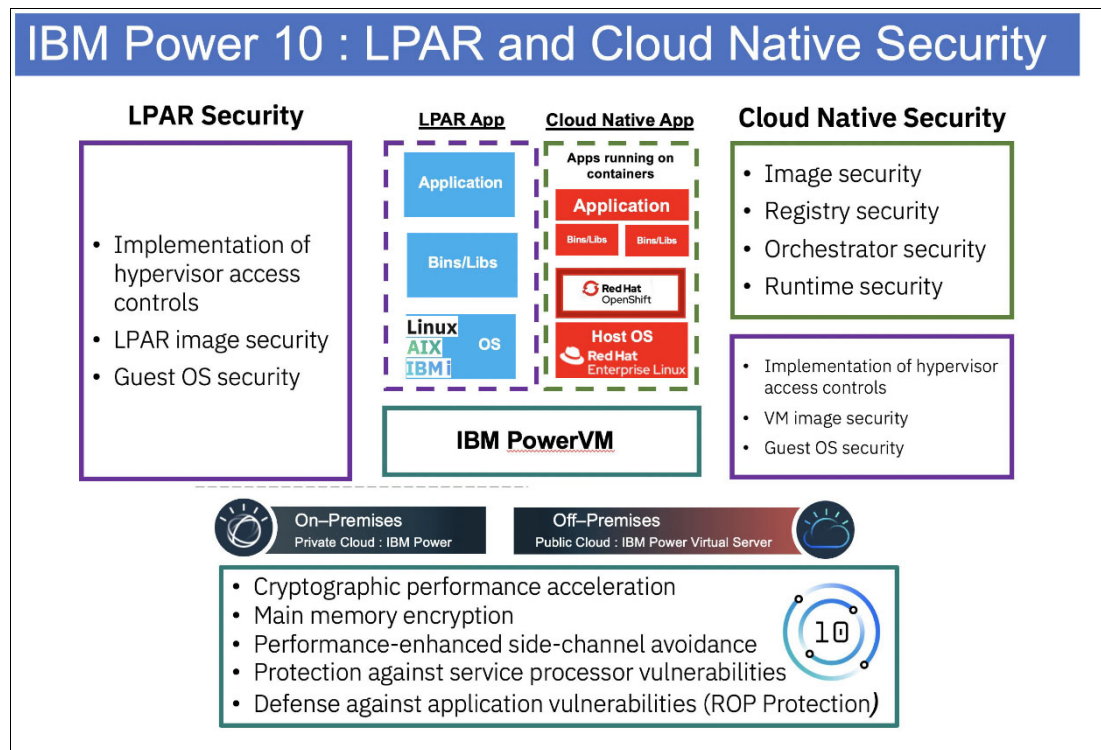 IBM Power 10 : LPAR and Cloud Native Security
LPAR Security
• Implementation of
hypervisor access
controls
• LPAR image security
• Guest OS security
LPAR App
Application
Bins/Libs
Linux
AIX
IBM i
OS
Cloud Native App
Apps running on
containers
Application
Bins/Libs
Bins/Libs
Red Hat
OpenShift
Host OS
Red Hat
Enterprise Linux
IBM PowerVM
Cloud Native Security
• Image security
• Registry security
• Orchestrator security
• Runtime security
• Implementation of hypervisor
access controls
• VM image security
• Guest OS security
On–Premises
Private Cloud : IBM Power
Off–Premises
Public Cloud : IBM Power Virtual Server
• Cryptographic performance acceleration
• Main memory encryption
• Performance-enhanced side-channel avoidance
• Protection against service processor vulnerabilities
• Defense against application vulnerabilities (ROP Protection)
10